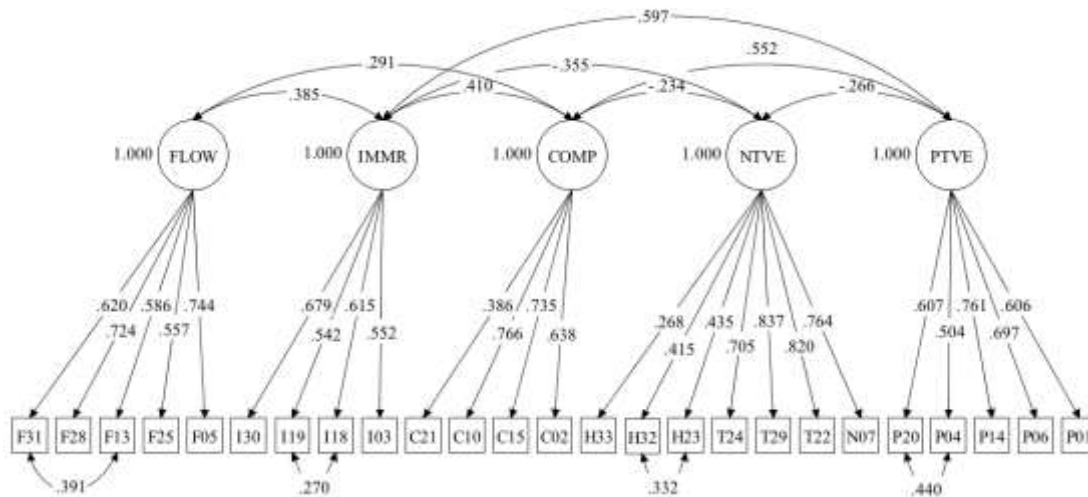 .597
.552
.291
-.355
.385
.410
-.234
-.266
1.000 FLOW 1.000 IMMR 1.000 COMP 1.000 NTVE 1.000 PTVE
.620 .586 .744 .679 .615 .386 .735 .268 .435 .837 .764 .607 .761 .606
.724 .557 .542 .552 .766 .638 .415 .705 .820 .504 .697
F31 F28 F13 F25 F05 I30 I19 I18 I03 C21 C10 C15 C02 H33 H32 H23 T24 T29 T22 N07 P20 P04 P14 P06 P01
.391 .270 .332 .440